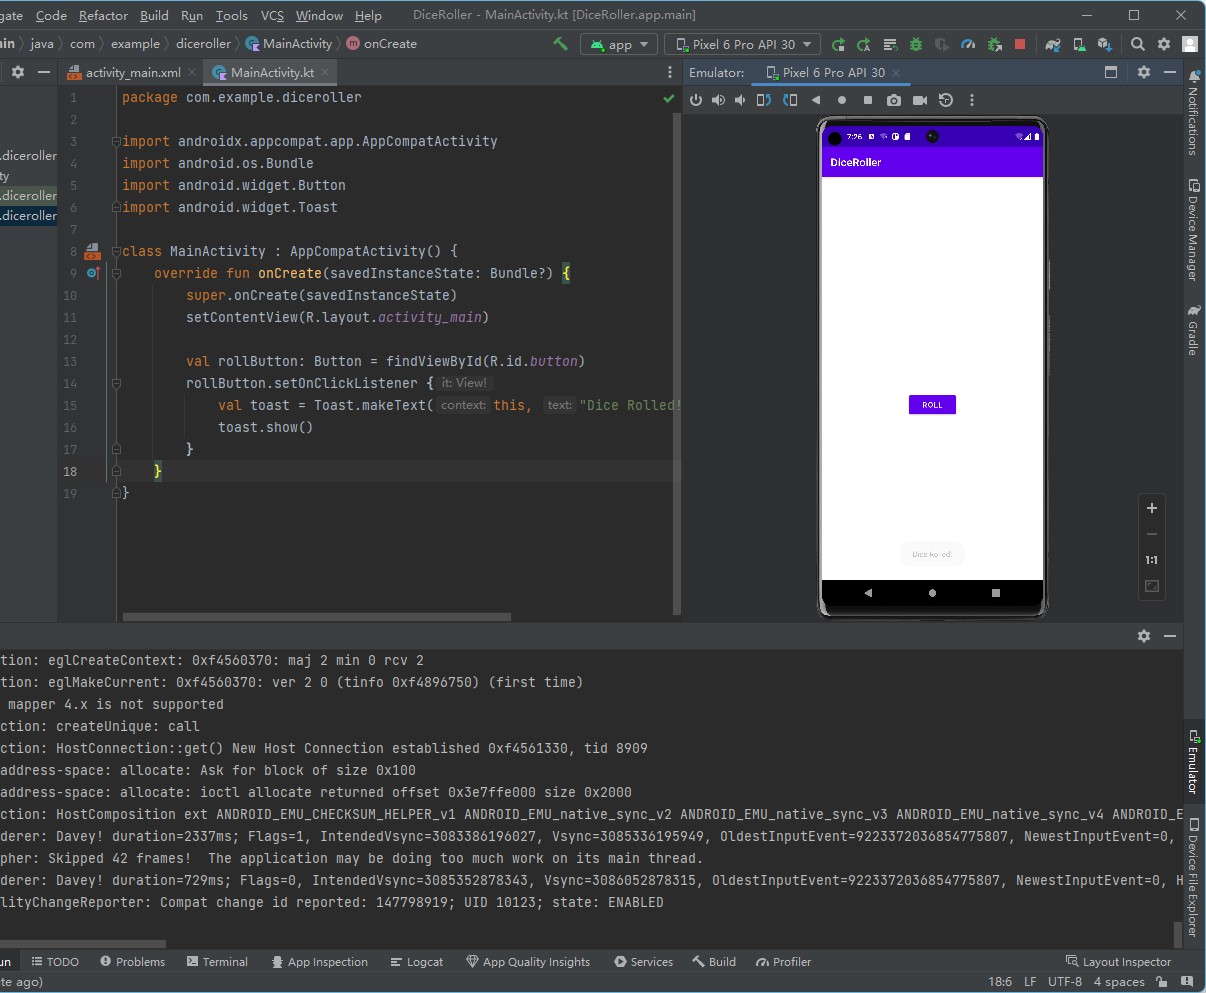 gate Code Refactor Build Run Tools VCS Window Help DiceRoller - MainActivity.kt [DiceRoller.app.main]
in java com example diceroller MainActivity onCreate app Pixel 6 Pro API 30
activity_main.xml MainActivity.kt
Emulator: Pixel 6 Pro API 30
.diceroller
ty
.diceroller
.diceroller
1 package com.example.diceroller
2
3 import androidx.appcompat.app.AppCompatActivity
4 import android.os.Bundle
5 import android.widget.Button
6 import android.widget.Toast
7
8 class MainActivity : AppCompatActivity() {
9 override fun onCreate(savedInstanceState: Bundle?) {
10 super.onCreate(savedInstanceState)
11 setContentView(R.layout.activity_main)
12
13 val rollButton: Button = findViewById(R.id.button)
14 rollButton.setOnClickListener { it: View!
15 val toast = Toast.makeText( context: this, text: "Dice Rolled!
16 toast.show()
17 }
18 }
19 }
7:26
DiceRoller
ROLL
Dice Rolled!
1:1
Notifications
Device Manager
Gradle
Emulator
Device File Explorer
tion: eglCreateContext: 0xf4560370: maj 2 min 0 rcv 2
tion: eglMakeCurrent: 0xf4560370: ver 2 0 (tinfo 0xf4896750) (first time)
mapper 4.x is not supported
ction: createUnique: call
ction: HostConnection::get() New Host Connection established 0xf4561330, tid 8909
address-space: allocate: Ask for block of size 0x100
address-space: allocate: ioctl allocate returned offset 0x3e7ffe000 size 0x2000
ction: HostComposition ext ANDROID_EMU_CHECKSUM_HELPER_v1 ANDROID_EMU_native_sync_v2 ANDROID_EMU_native_sync_v3 ANDROID_EMU_native_sync_v4 ANDROID_E
derer: Davey! duration=2337ms; Flags=1, IntendedVsync=3083386196027, Vsync=3085336195949, OldestInputEvent=9223372036854775807, NewestInputEvent=0,
pher: Skipped 42 frames!  The application may be doing too much work on its main thread.
derer: Davey! duration=729ms; Flags=0, IntendedVsync=3085352878343, Vsync=3086052878315, OldestInputEvent=9223372036854775807, NewestInputEvent=0, H
lityChangeReporter: Compat change id reported: 147798919; UID 10123; state: ENABLED
un TODO Problems Terminal App Inspection Logcat App Quality Insights Services Build Profiler Layout Inspector
te ago) 18:6 LF UTF-8 4 spaces